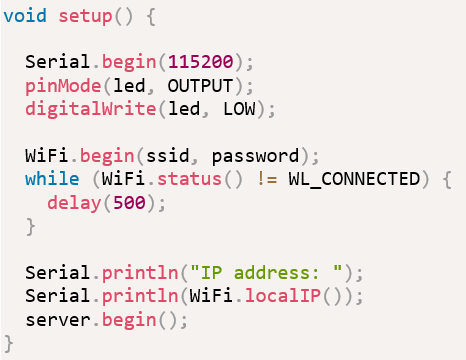 void setup() {
  Serial.begin(115200);
  pinMode(led, OUTPUT);
  digitalWrite(led, LOW);
  WiFi.begin(ssid, password);
  while (WiFi.status() != WL_CONNECTED) {
    delay(500);
  }
  Serial.println("IP address: ");
  Serial.println(WiFi.localIP());
  server.begin();
}